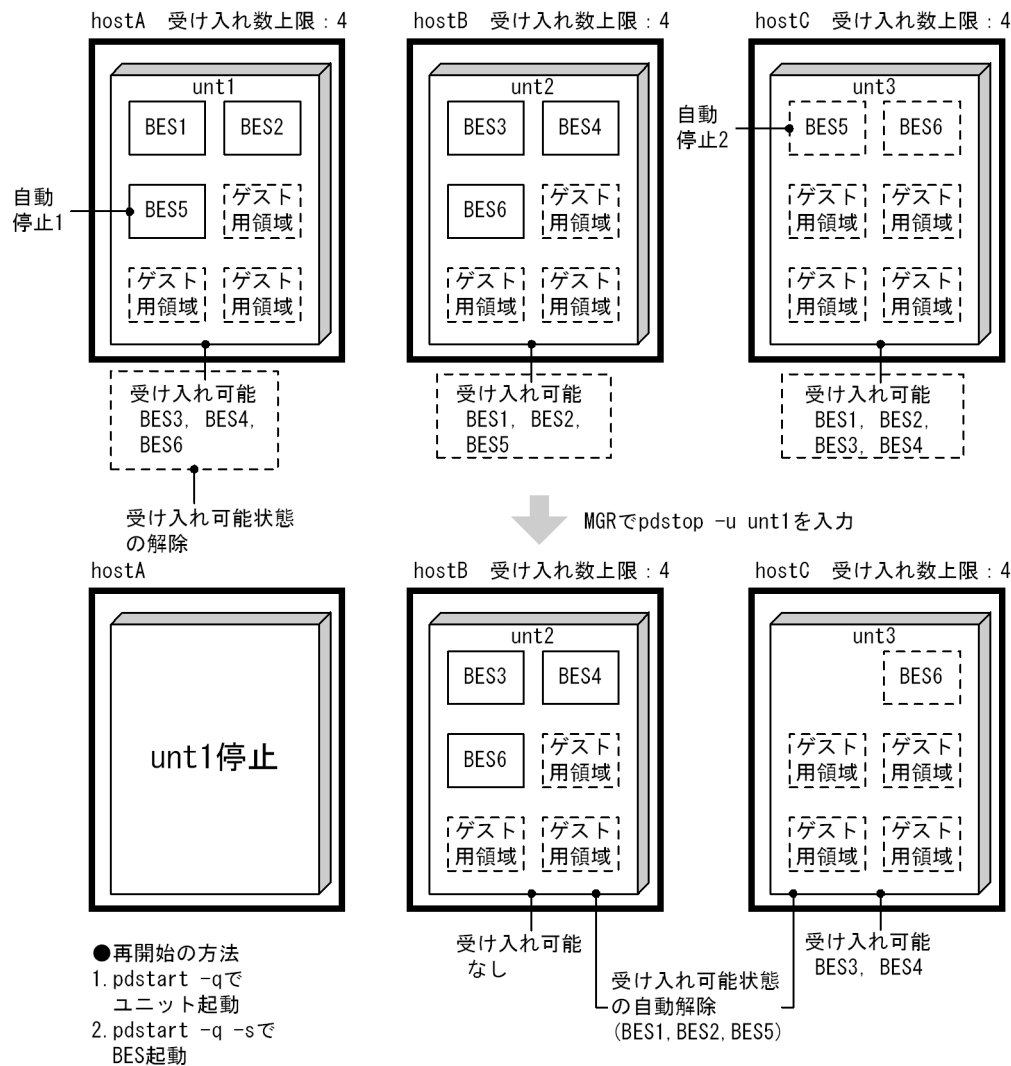 hostA　受け入れ数上限：4
unt1
BES1
BES2
自動
停止1
BES5
ゲスト
用領域
ゲスト
用領域
ゲスト
用領域
受け入れ可能
BES3, BES4,
BES6
受け入れ可能状態
の解除
hostB　受け入れ数上限：4
unt2
BES3
BES4
BES6
ゲスト
用領域
ゲスト
用領域
ゲスト
用領域
受け入れ可能
BES1, BES2,
BES5
hostC　受け入れ数上限：4
unt3
自動
停止2
BES5
BES6
ゲスト
用領域
ゲスト
用領域
ゲスト
用領域
ゲスト
用領域
受け入れ可能
BES1, BES2,
BES3, BES4
MGRでpdstop -u unt1を入力
hostA
unt1停止
hostB　受け入れ数上限：4
unt2
BES3
BES4
BES6
ゲスト
用領域
ゲスト
用領域
ゲスト
用領域
受け入れ可能
なし
hostC　受け入れ数上限：4
unt3
BES6
ゲスト
用領域
ゲスト
用領域
ゲスト
用領域
ゲスト
用領域
受け入れ可能
BES3, BES4
受け入れ可能状態
の自動解除
(BES1,BES2,BES5)
●再開始の方法
1.pdstart -qで
ユニット起動
2.pdstart -q -sで
BES起動